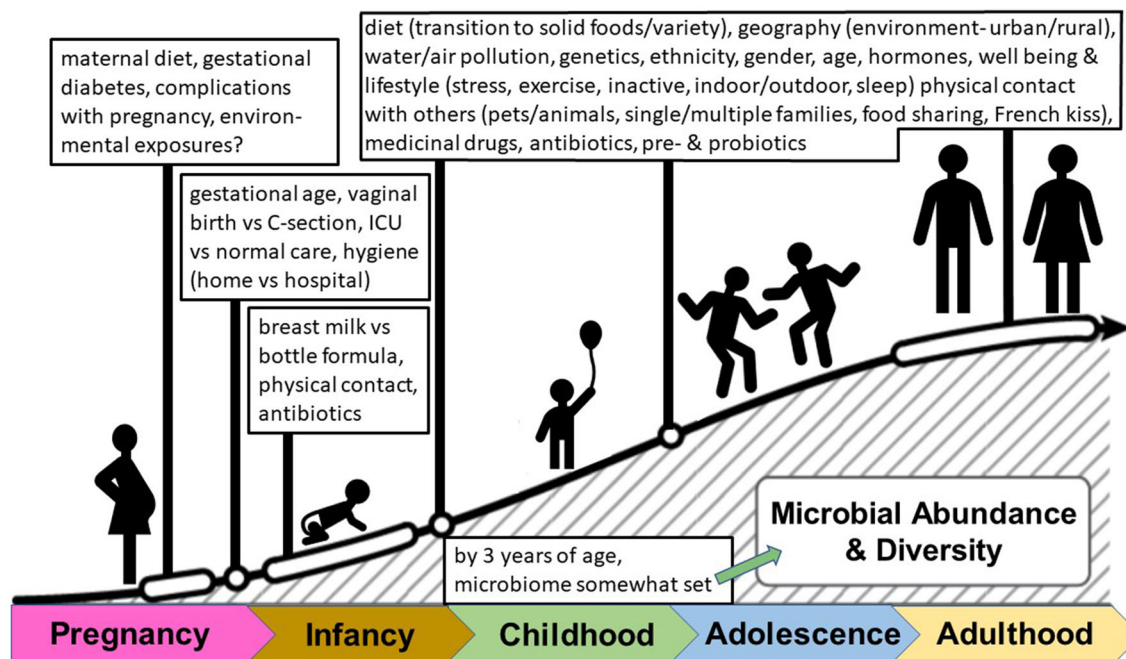 maternal diet, gestational
diabetes, complications
with pregnancy, environ-
mental exposures?
gestational age, vaginal
birth vs C-section, ICU
vs normal care, hygiene
(home vs hospital)
breast milk vs
bottle formula,
physical contact,
antibiotics
diet (transition to solid foods/variety), geography (environment- urban/rural),
water/air pollution, genetics, ethnicity, gender, age, hormones, well being &
lifestyle (stress, exercise, inactive, indoor/outdoor, sleep) physical contact
with others (pets/animals, single/multiple families, food sharing, French kiss),
medicinal drugs, antibiotics, pre- & probiotics
by 3 years of age,
microbiome somewhat set
Microbial Abundance
& Diversity
Pregnancy
Infancy
Childhood
Adolescence
Adulthood